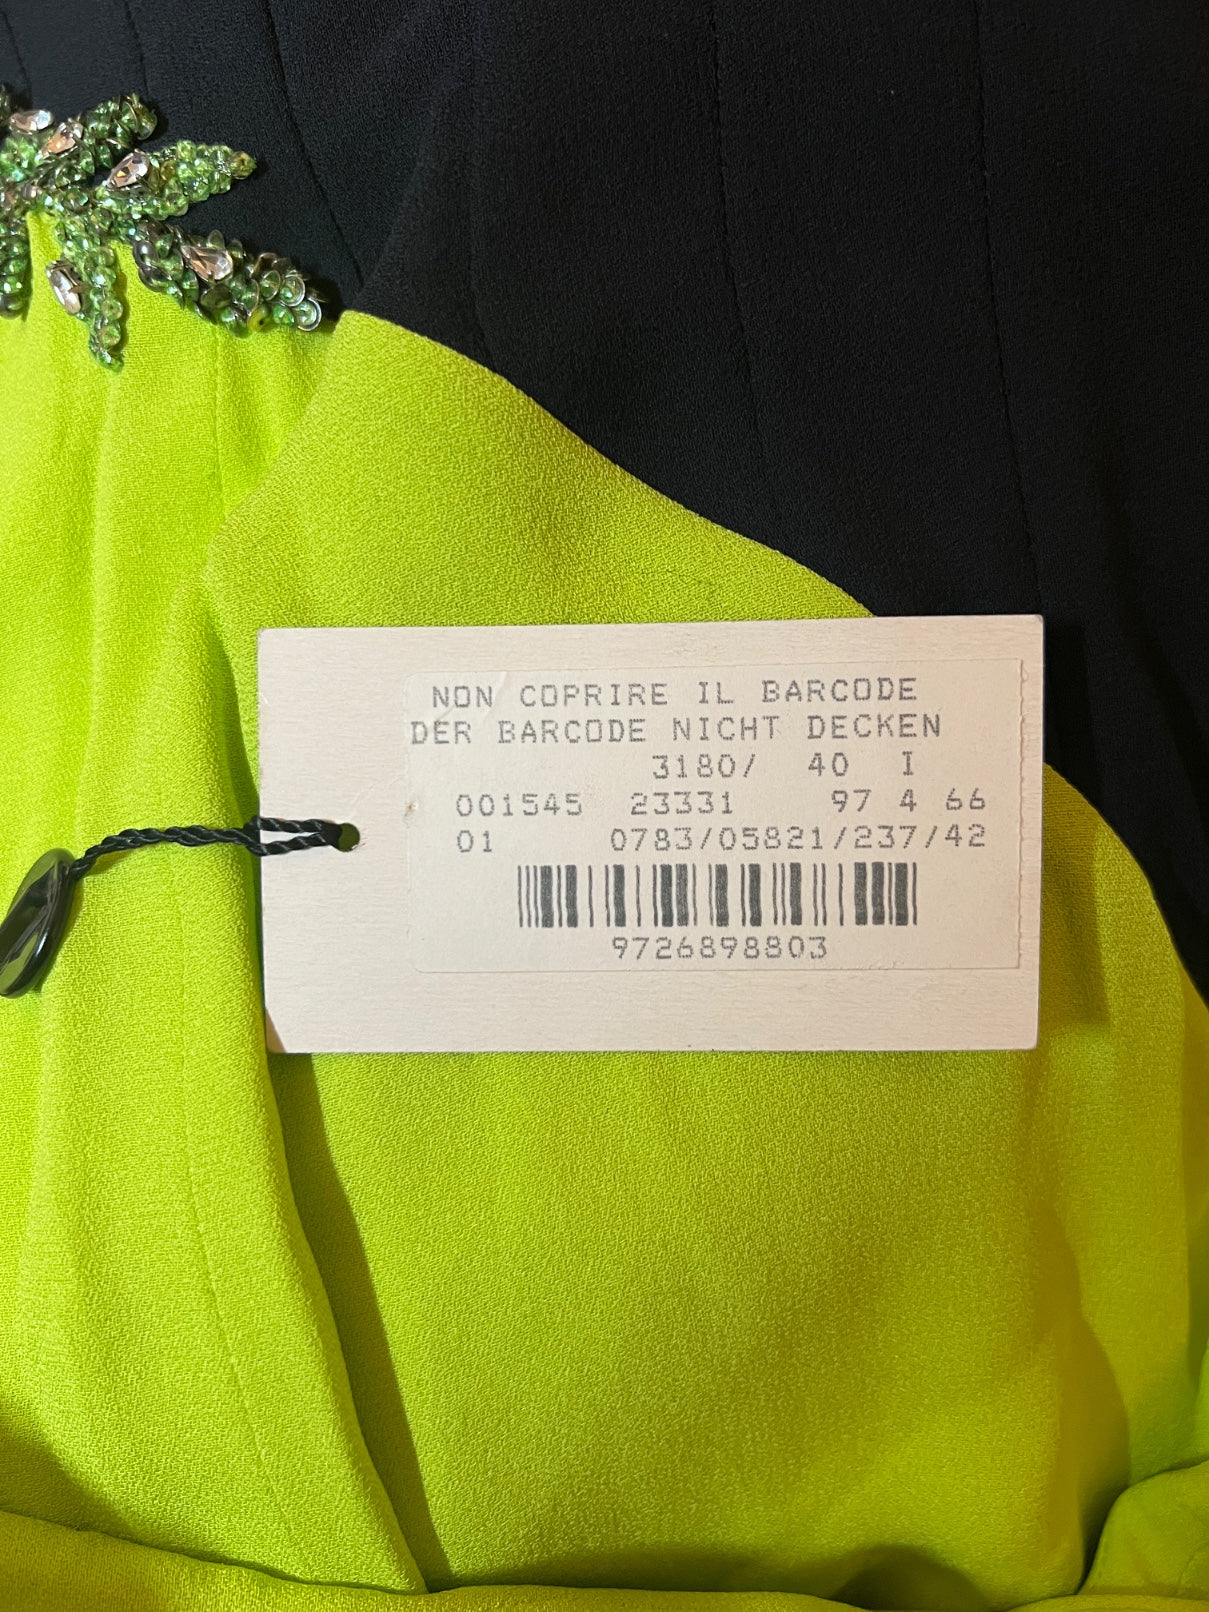 NON COPRIRE IL BARCODE
DER BARCODE NICHT DECKEN
3180/ 40 I
001545 23331 97 4 66
01 0783/05821/237/42
9726898803